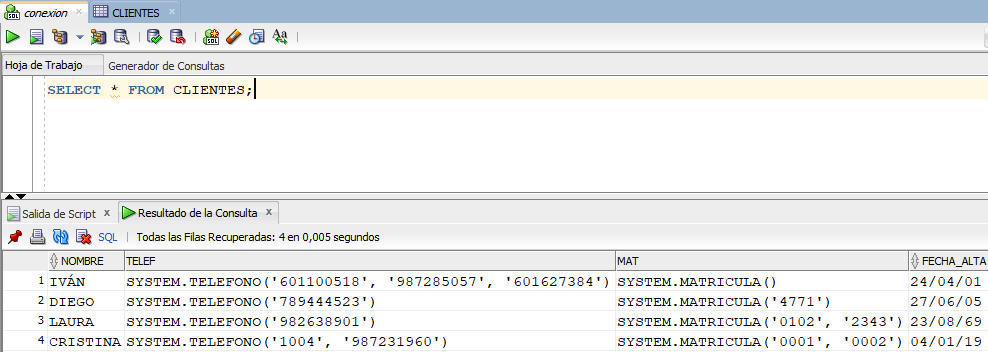 conexion CLIENTES
Hoja de Trabajo Generador de Consultas
SELECT * FROM CLIENTES;
Salida de Script Resultado de la Consulta
SQL Todas las Filas Recuperadas: 4 en 0,005 segundos
NOMBRE TELEF MAT FECHA_ALTA
1 IVÁN SYSTEM.TELEFONO('601100518', '987285057', '601627384') SYSTEM.MATRICULA() 24/04/01
2 DIEGO SYSTEM.TELEFONO('789444523') SYSTEM.MATRICULA('4771') 27/06/05
3 LAURA SYSTEM.TELEFONO('982638901') SYSTEM.MATRICULA('0102', '2343') 23/08/69
4 CRISTINA SYSTEM.TELEFONO('1004', '987231960') SYSTEM.MATRICULA('0001', '0002') 04/01/19